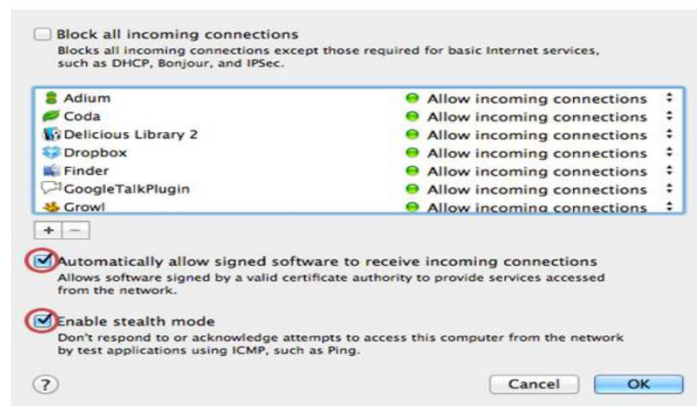 Block all incoming connections
Blocks all incoming connections except those required for basic Internet services,
such as DHCP, Bonjour, and IPSec.
Adium Allow incoming connections
Coda Allow incoming connections
Delicious Library 2 Allow incoming connections
Dropbox Allow incoming connections
Finder Allow incoming connections
GoogleTalkPlugin Allow incoming connections
Growl Allow incoming connections
+ −
Automatically allow signed software to receive incoming connections
Allows software signed by a valid certificate authority to provide services accessed
from the network.
Enable stealth mode
Don't respond to or acknowledge attempts to access this computer from the network
by test applications using ICMP, such as Ping.
? Cancel OK